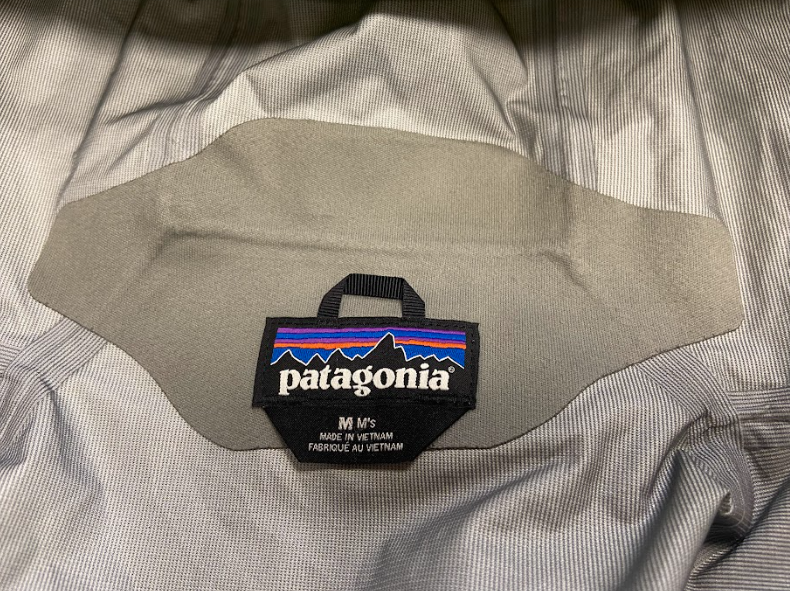 patagonia®
M M's
MADE IN VIETNAM
FABRIQUÉ AU VIETNAM